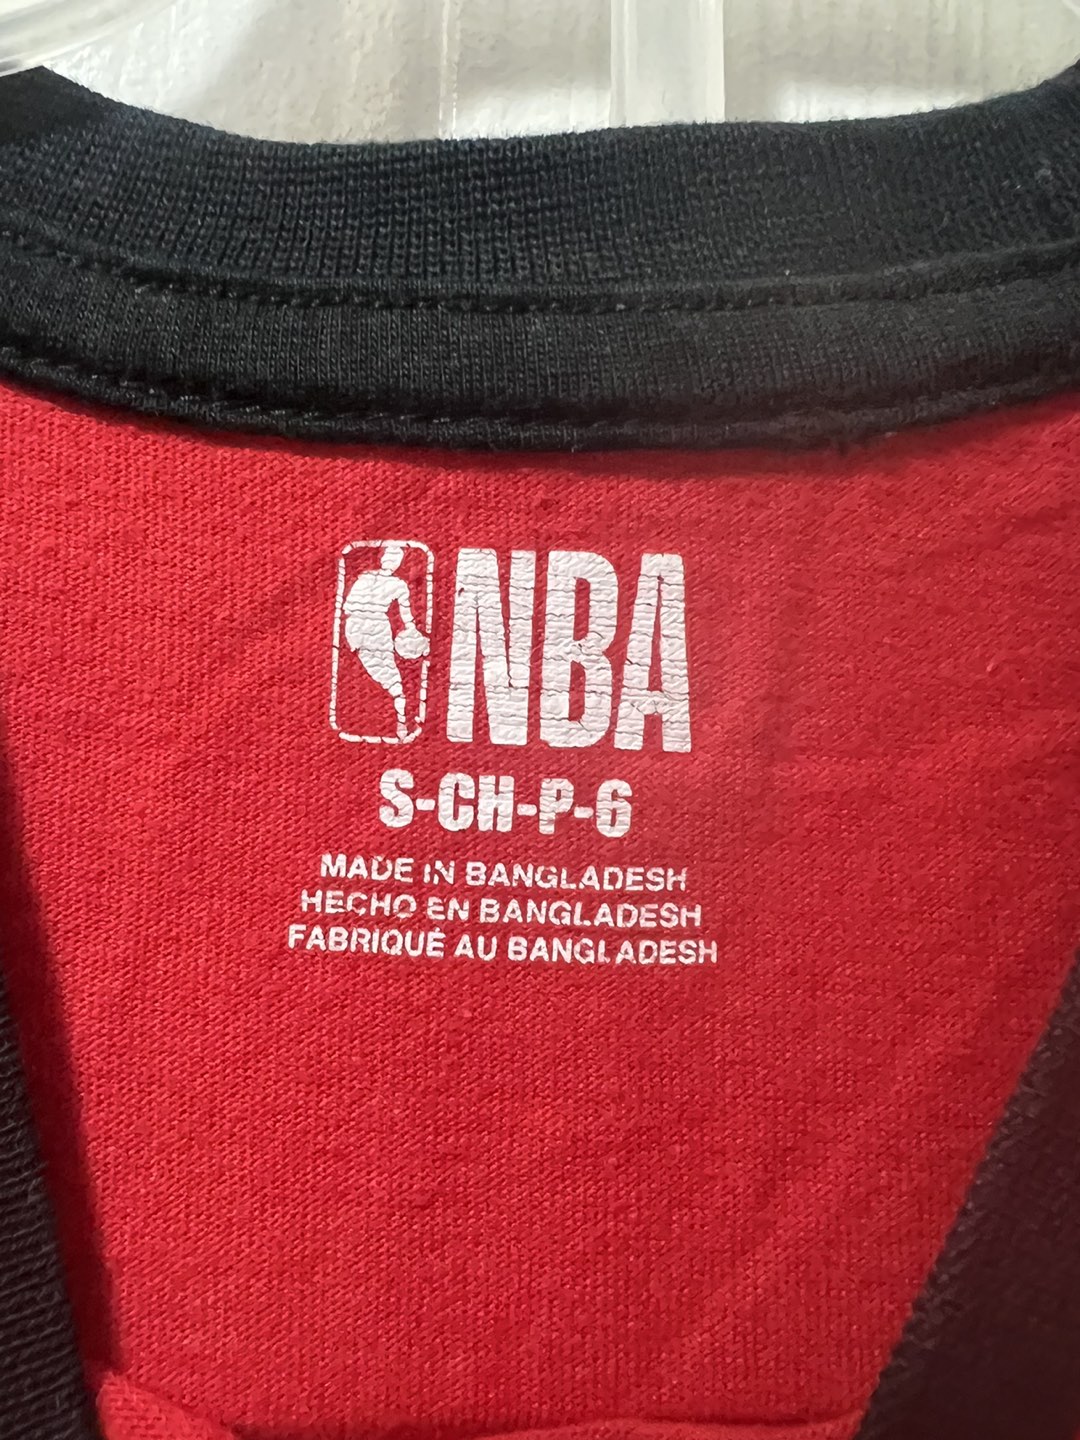 NBA
S-CH-P-6
MADE IN BANGLADESH
HECHO EN BANGLADESH
FABRIQUÉ AU BANGLADESH